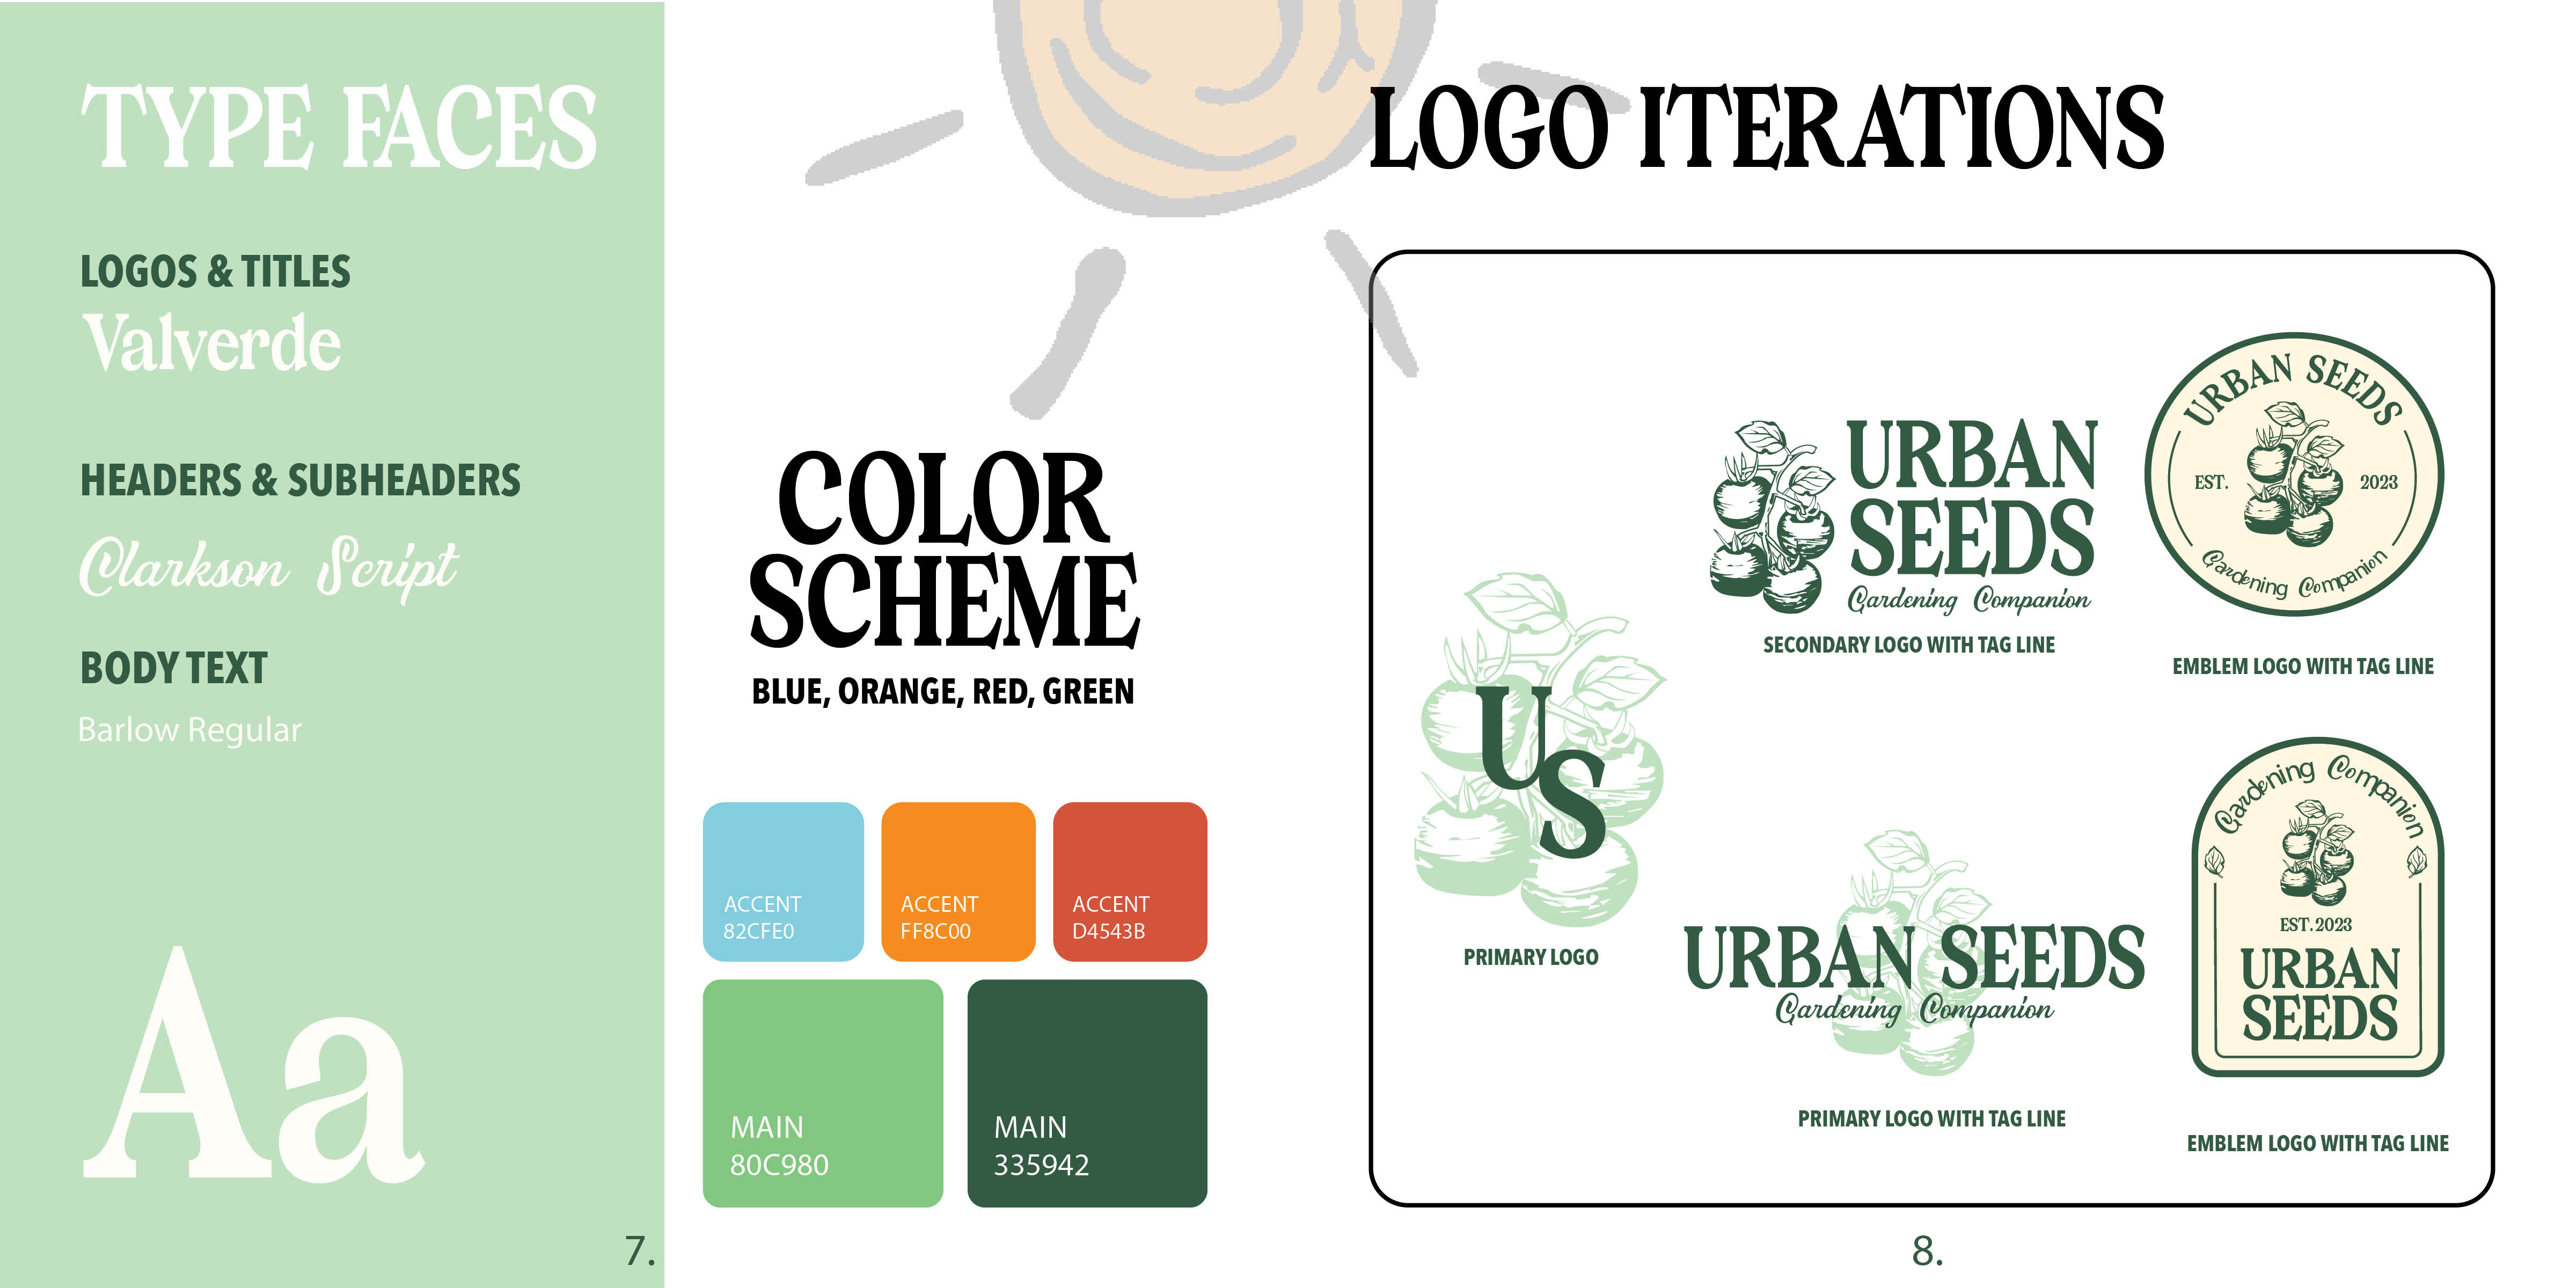 TYPE FACES
LOGOS & TITLES
Valverde
HEADERS & SUBHEADERS
Clarkson Script
BODY TEXT
Barlow Regular
Aa
7.
COLOR
SCHEME
BLUE, ORANGE, RED, GREEN
ACCENT
82CFE0
ACCENT
FF8C00
ACCENT
D4543B
MAIN
80C980
MAIN
335942
LOGO ITERATIONS
US
PRIMARY LOGO
URBAN
SEEDS
Gardening Companion
SECONDARY LOGO WITH TAG LINE
URBAN SEEDS
EST. 2023
Gardening Companion
EMBLEM LOGO WITH TAG LINE
URBAN SEEDS
Gardening Companion
PRIMARY LOGO WITH TAG LINE
Gardening Companion
EST. 2023
URBAN
SEEDS
EMBLEM LOGO WITH TAG LINE
8.